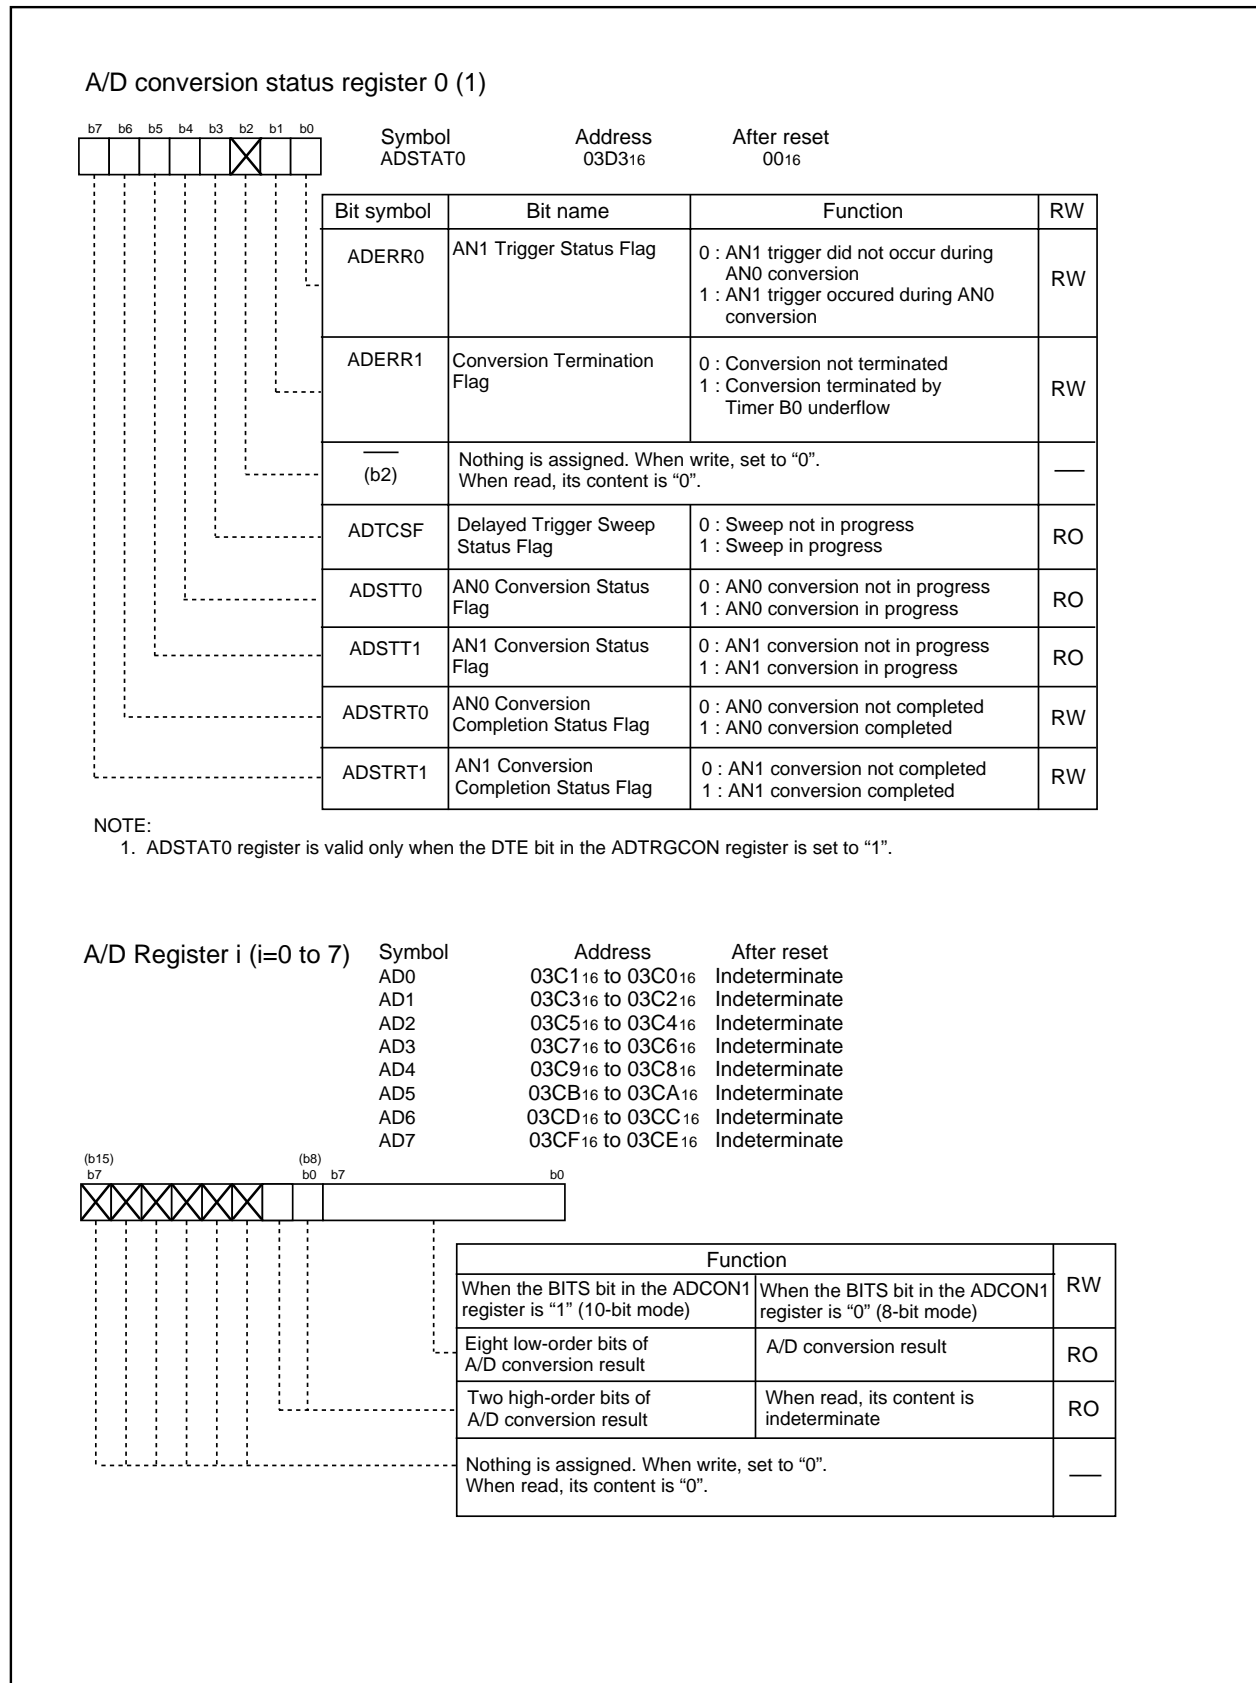 A/D conversion status register 0 (1)
b7 b6 b5 b4 b3 b2 b1 b0
Symbol Address After reset
ADSTAT0 03D316 0016
Bit symbol Bit name Function RW
ADERR0 AN1 Trigger Status Flag 0 : AN1 trigger did not occur during
AN0 conversion
1 : AN1 trigger occured during AN0
conversion
RW
ADERR1 Conversion Termination
Flag
0 : Conversion not terminated
1 : Conversion terminated by
Timer B0 underflow
RW
(b2)
Nothing is assigned. When write, set to “0”.
When read, its content is “0”.
—
ADTCSF Delayed Trigger Sweep
Status Flag
0 : Sweep not in progress
1 : Sweep in progress
RO
ADSTT0 AN0 Conversion Status
Flag
0 : AN0 conversion not in progress
1 : AN0 conversion in progress
RO
ADSTT1 AN1 Conversion Status
Flag
0 : AN1 conversion not in progress
1 : AN1 conversion in progress
RO
ADSTRT0 AN0 Conversion
Completion Status Flag
0 : AN0 conversion not completed
1 : AN0 conversion completed
RW
ADSTRT1 AN1 Conversion
Completion Status Flag
0 : AN1 conversion not completed
1 : AN1 conversion completed
RW
NOTE:
1. ADSTAT0 register is valid only when the DTE bit in the ADTRGCON register is set to “1”.
A/D Register i (i=0 to 7) Symbol Address After reset
AD0 03C116 to 03C016 Indeterminate
AD1 03C316 to 03C216 Indeterminate
AD2 03C516 to 03C416 Indeterminate
AD3 03C716 to 03C616 Indeterminate
AD4 03C916 to 03C816 Indeterminate
AD5 03CB16 to 03CA16 Indeterminate
AD6 03CD16 to 03CC16 Indeterminate
AD7 03CF16 to 03CE16 Indeterminate
(b15) (b8)
b7 b0 b7 b0
Function RW
When the BITS bit in the ADCON1
register is “1” (10-bit mode)
When the BITS bit in the ADCON1
register is “0” (8-bit mode)
Eight low-order bits of
A/D conversion result
A/D conversion result
RO
Two high-order bits of
A/D conversion result
When read, its content is
indeterminate
RO
Nothing is assigned. When write, set to “0”.
When read, its content is “0”.
—